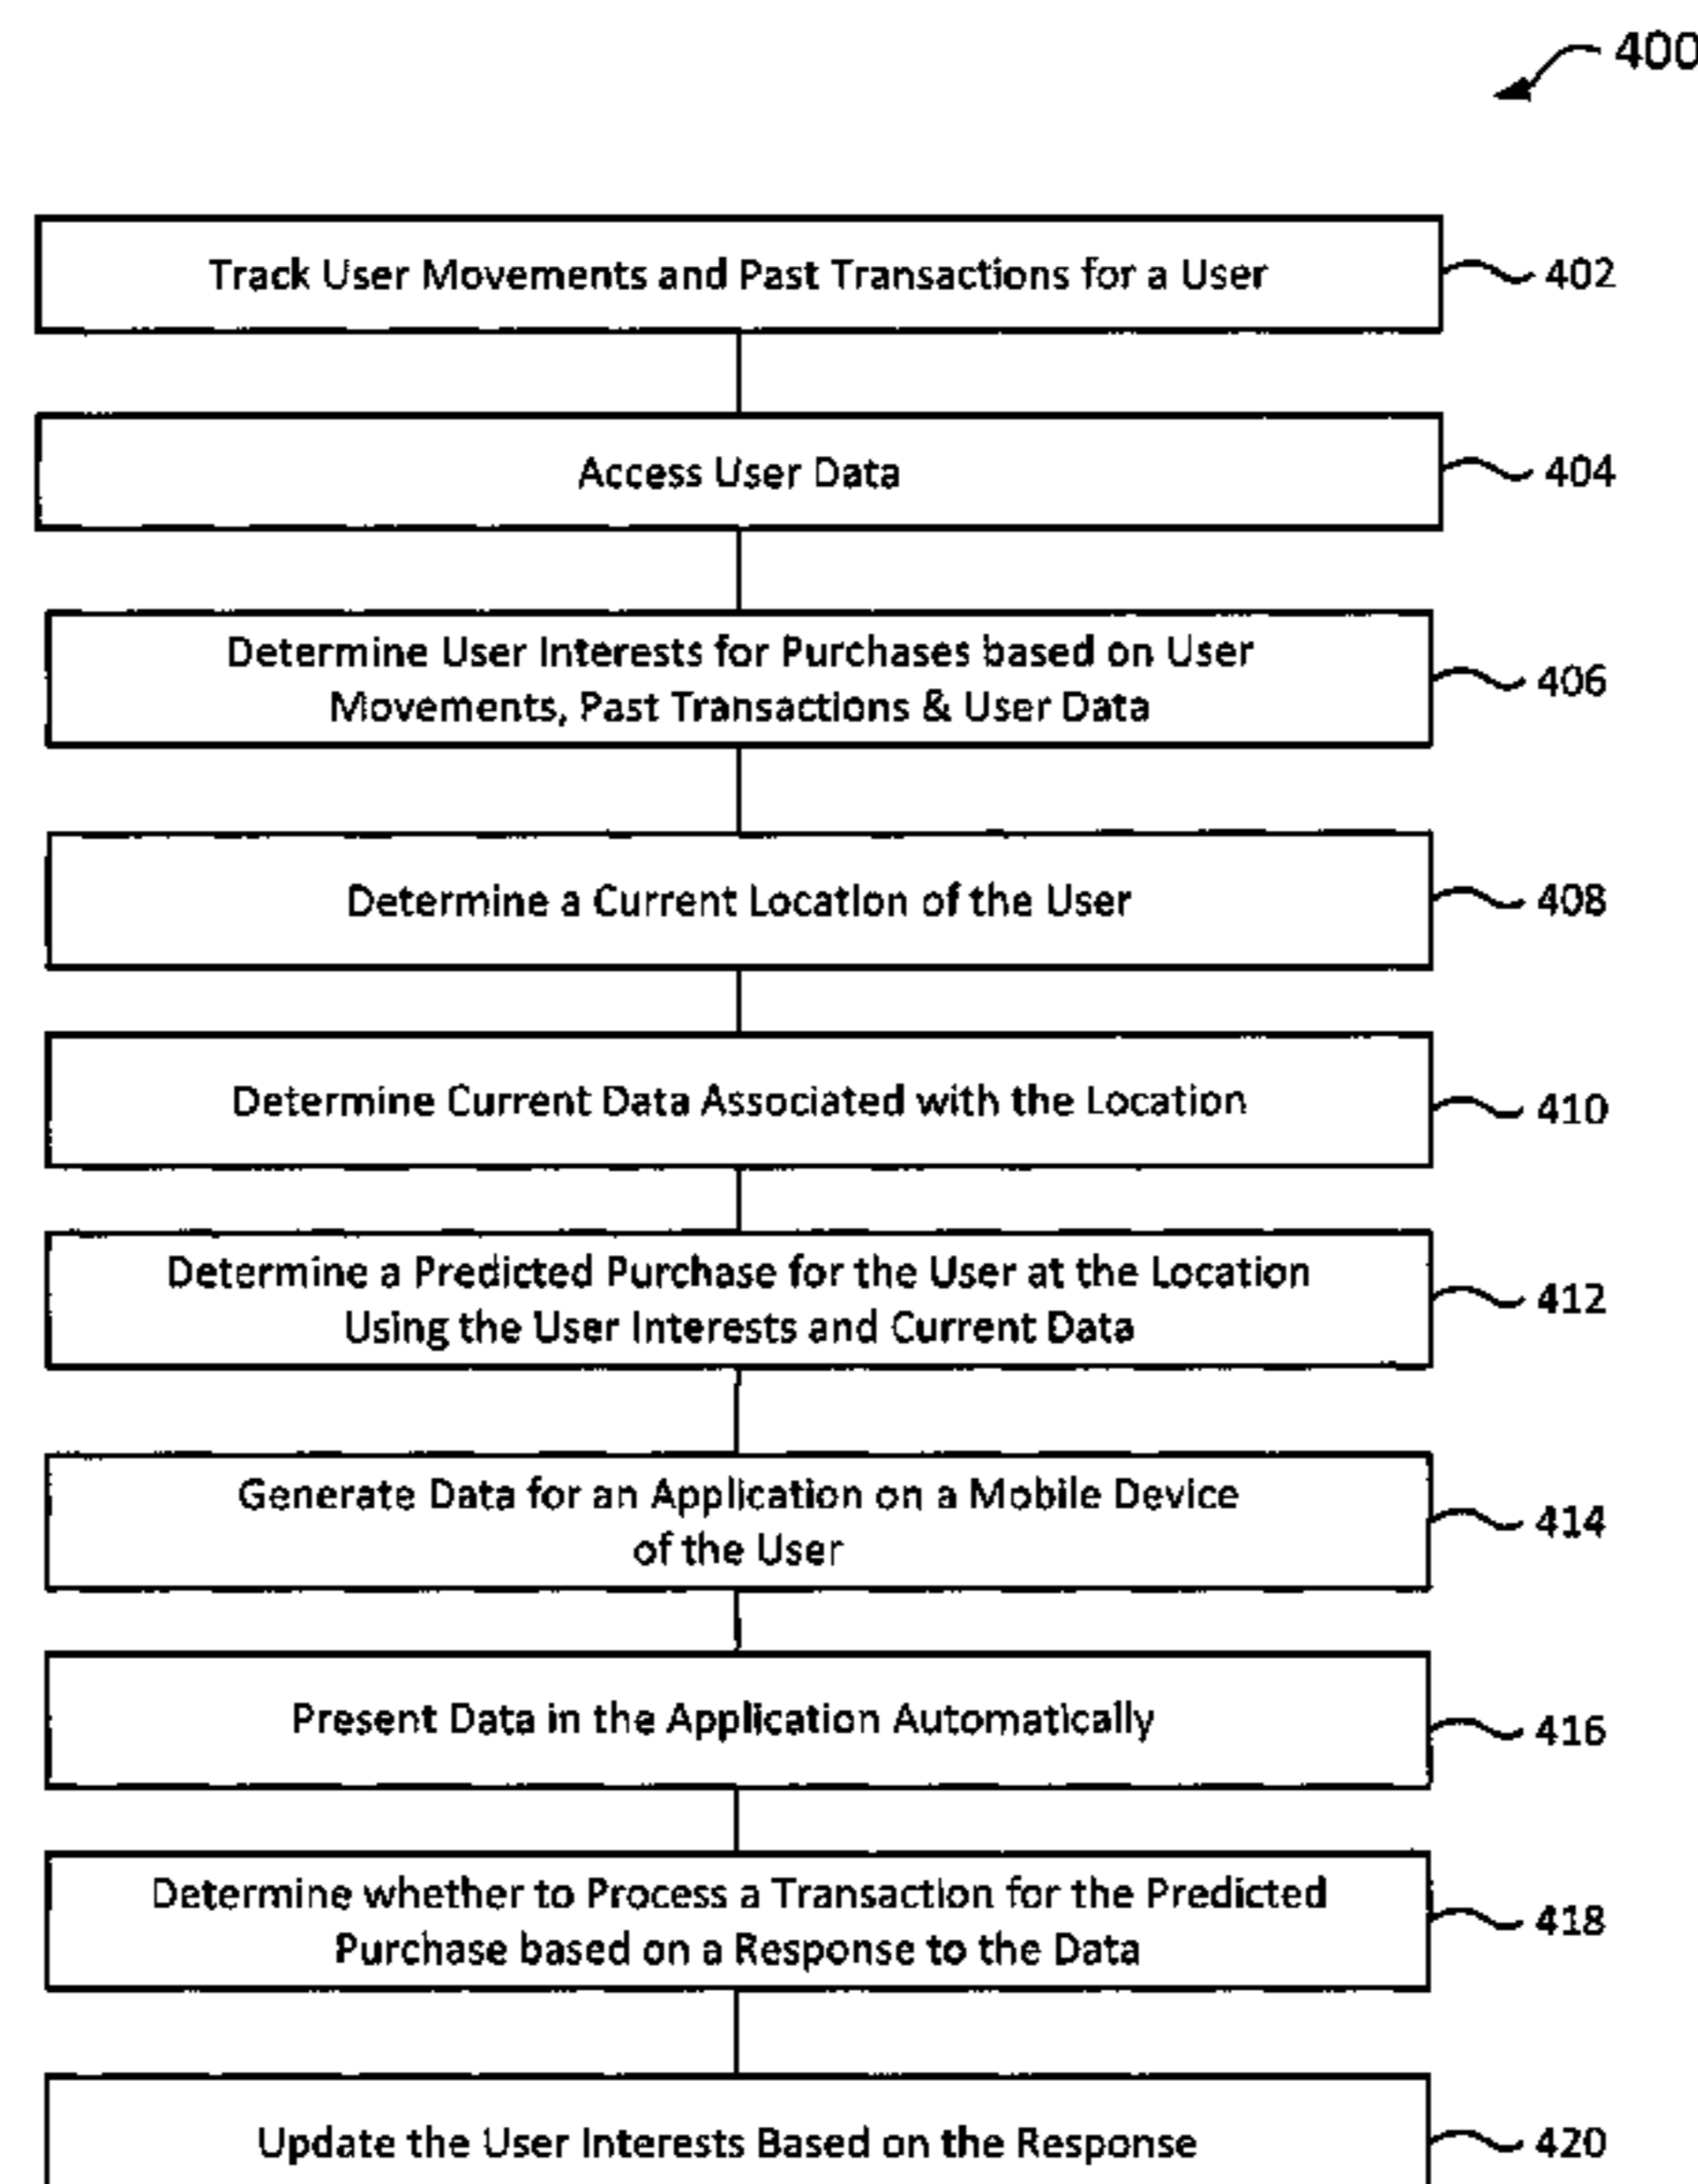 400
Track User Movements and Past Transactions for a User
402
Access User Data
404
Determine User Interests for Purchases based on User
Movements, Past Transactions & User Data
406
Determine a Current Location of the User
408
Determine Current Data Associated with the Location
410
Determine a Predicted Purchase for the User at the Location
Using the User Interests and Current Data
412
Generate Data for an Application on a Mobile Device
of the User
414
Present Data in the Application Automatically
416
Determine whether to Process a Transaction for the Predicted
Purchase based on a Response to the Data
418
Update the User Interests Based on the Response
420